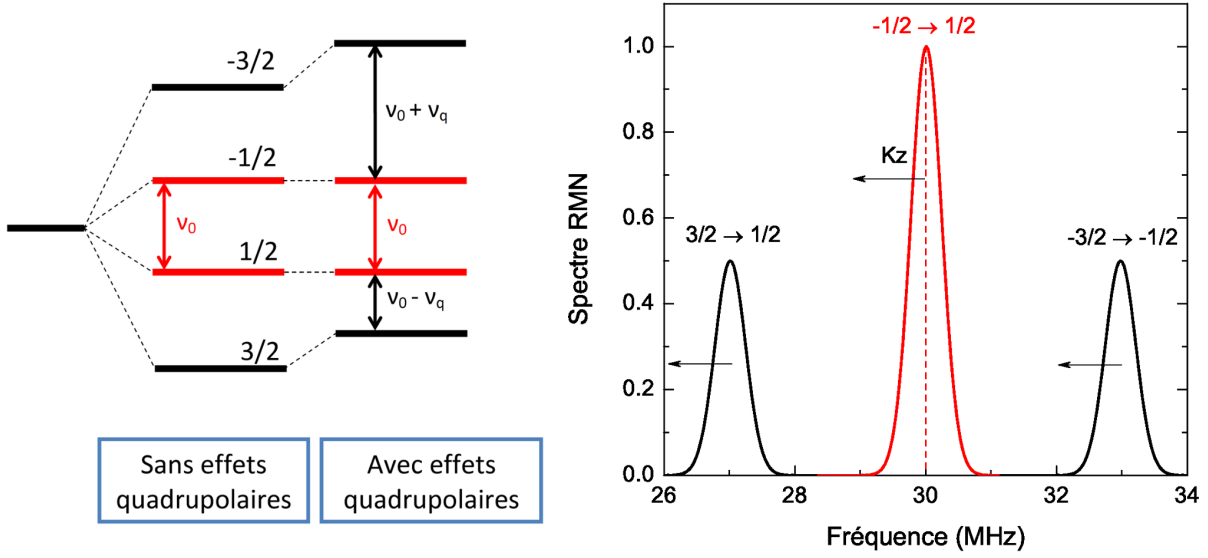 -3/2
-1/2
1/2
3/2
ν₀
ν₀ + ν_q
ν₀
ν₀ - ν_q
Sans effets
quadrupolaires
Avec effets
quadrupolaires
-1/2 → 1/2
Kz
3/2 → 1/2
-3/2 → -1/2
Spectre RMN
1.0
0.8
0.6
0.4
0.2
0.0
26 28 30 32 34
Fréquence (MHz)